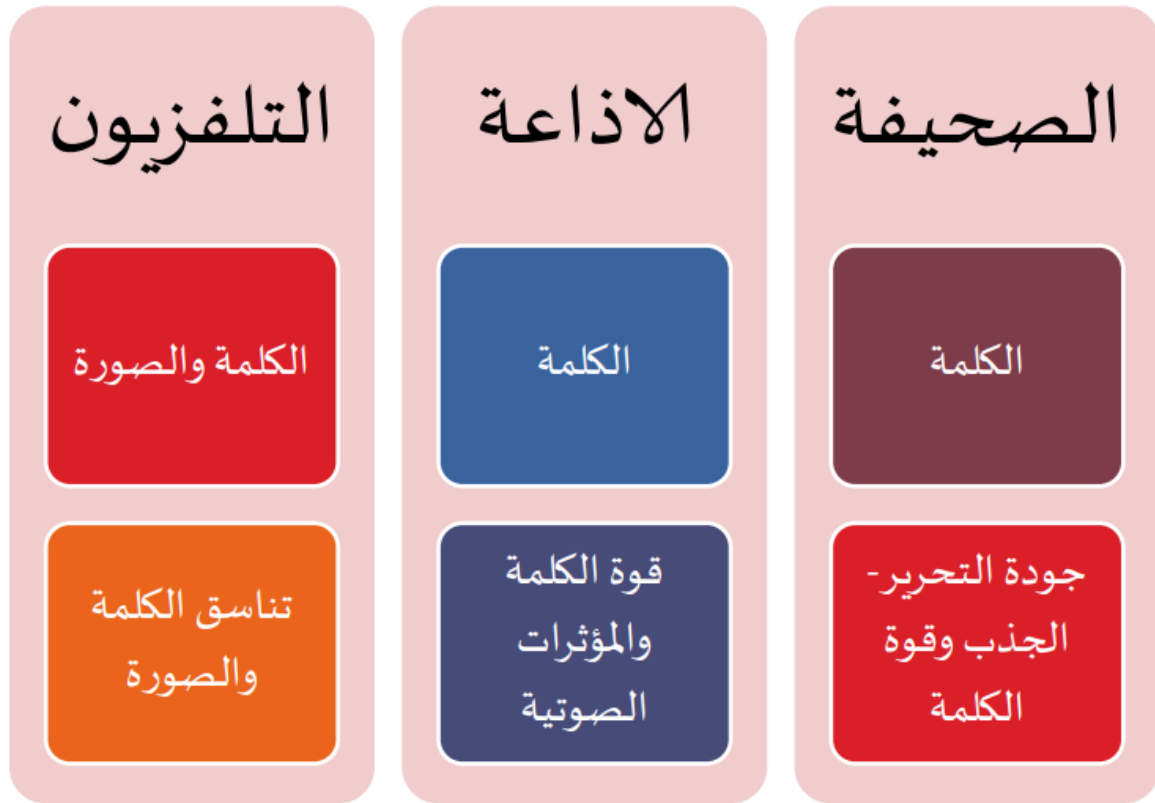 الصحيفة
الكلمة
جودة التحرير-
الجذب وقوة
الكلمة
الاذاعة
الكلمة
قوة الكلمة
والمؤثرات
الصوتية
التلفزيون
الكلمة والصورة
تناسق الكلمة
والصورة